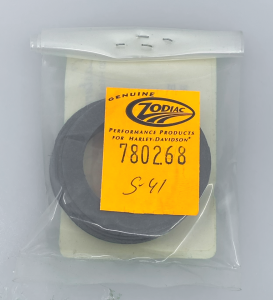 GENUINE
ZODIAC
PERFORMANCE PRODUCTS
FOR HARLEY-DAVIDSON®
780268
S-41